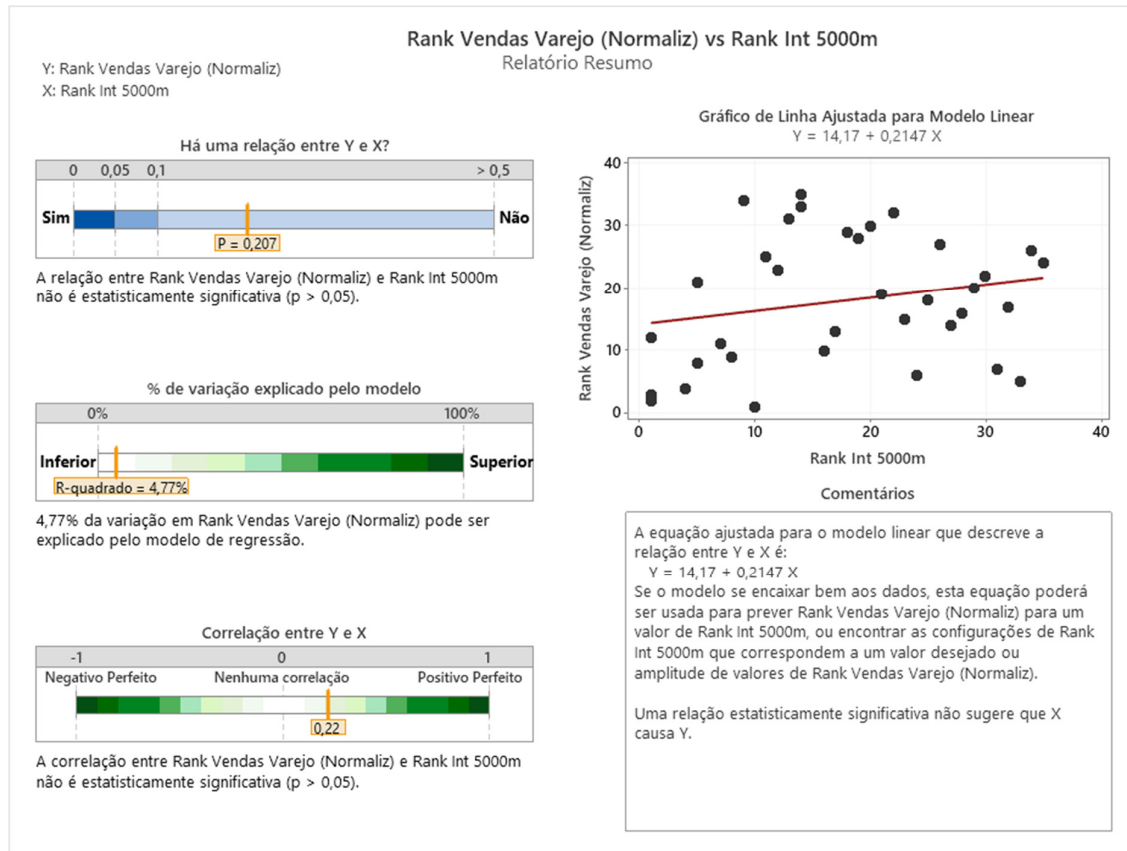 Rank Vendas Varejo (Normaliz) vs Rank Int 5000m
Relatório Resumo
Y: Rank Vendas Varejo (Normaliz)
X: Rank Int 5000m
Há uma relação entre Y e X?
0 0,05 0,1 > 0,5
Sim Não
P = 0,207
A relação entre Rank Vendas Varejo (Normaliz) e Rank Int 5000m
não é estatisticamente significativa (p > 0,05).
% de variação explicado pelo modelo
0% 100%
Inferior Superior
R-quadrado = 4,77%
4,77% da variação em Rank Vendas Varejo (Normaliz) pode ser
explicado pelo modelo de regressão.
Correlação entre Y e X
-1 0 1
Negativo Perfeito Nenhuma correlação Positivo Perfeito
0,22
A correlação entre Rank Vendas Varejo (Normaliz) e Rank Int 5000m
não é estatisticamente significativa (p > 0,05).
Gráfico de Linha Ajustada para Modelo Linear
Y = 14,17 + 0,2147 X
Rank Vendas Varejo (Normaliz)
40
30
20
10
0
0 10 20 30 40
Rank Int 5000m
Comentários
A equação ajustada para o modelo linear que descreve a
relação entre Y e X é:
Y = 14,17 + 0,2147 X
Se o modelo se encaixar bem aos dados, esta equação poderá
ser usada para prever Rank Vendas Varejo (Normaliz) para um
valor de Rank Int 5000m, ou encontrar as configurações de Rank
Int 5000m que correspondem a um valor desejado ou
amplitude de valores de Rank Vendas Varejo (Normaliz).
Uma relação estatisticamente significativa não sugere que X
causa Y.